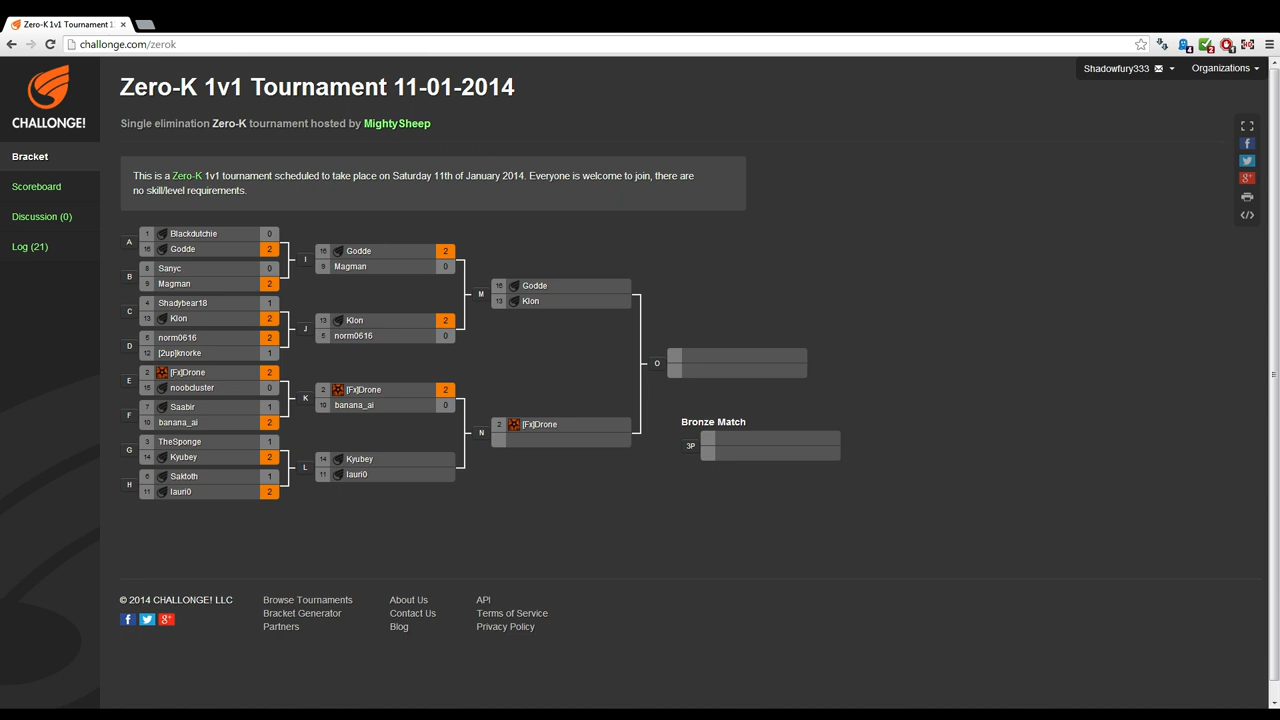 Zero-K 1v1 Tournament 1
challonge.com/zerok
Shadowfury333
Organizations
CHALLONGE!
Bracket
Scoreboard
Discussion (0)
Log (21)
Zero-K 1v1 Tournament 11-01-2014
Single elimination Zero-K tournament hosted by MightySheep
This is a Zero-K 1v1 tournament scheduled to take place on Saturday 11th of January 2014. Everyone is welcome to join, there are
no skill/level requirements.
A
1 Blackdutchie 0
16 Godde 2
B
8 Sanyc 0
9 Magman 2
C
4 Shadybear18 1
13 Klon 2
D
5 norm0616 2
12 [2up]knorke 1
E
2 [Fx]Drone 2
15 noobcluster 0
F
7 Saabir 1
10 banana_ai 2
G
3 TheSponge 1
14 Kyubey 2
H
6 Saktoth 1
11 lauri0 2
I
16 Godde 2
9 Magman 0
J
13 Klon 2
5 norm0616 0
K
2 [Fx]Drone 2
10 banana_ai 0
L
14 Kyubey
11 lauri0
M
16 Godde
13 Klon
N
2 [Fx]Drone
O
Bronze Match
3P
© 2014 CHALLONGE! LLC
Browse Tournaments
Bracket Generator
Partners
About Us
Contact Us
Blog
API
Terms of Service
Privacy Policy